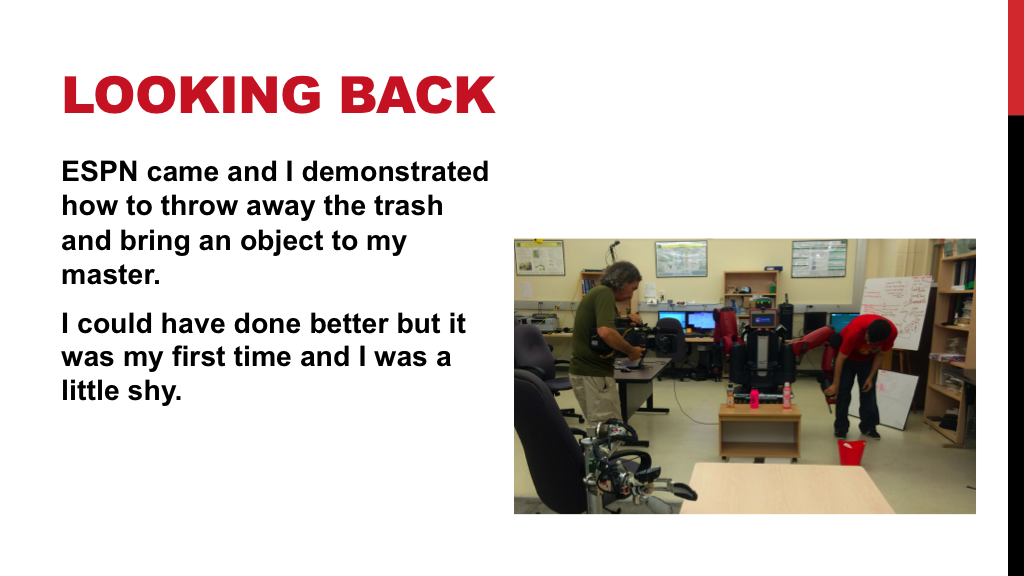 LOOKING BACK
ESPN came and I demonstrated
how to throw away the trash
and bring an object to my
master.
I could have done better but it
was my first time and I was a
little shy.